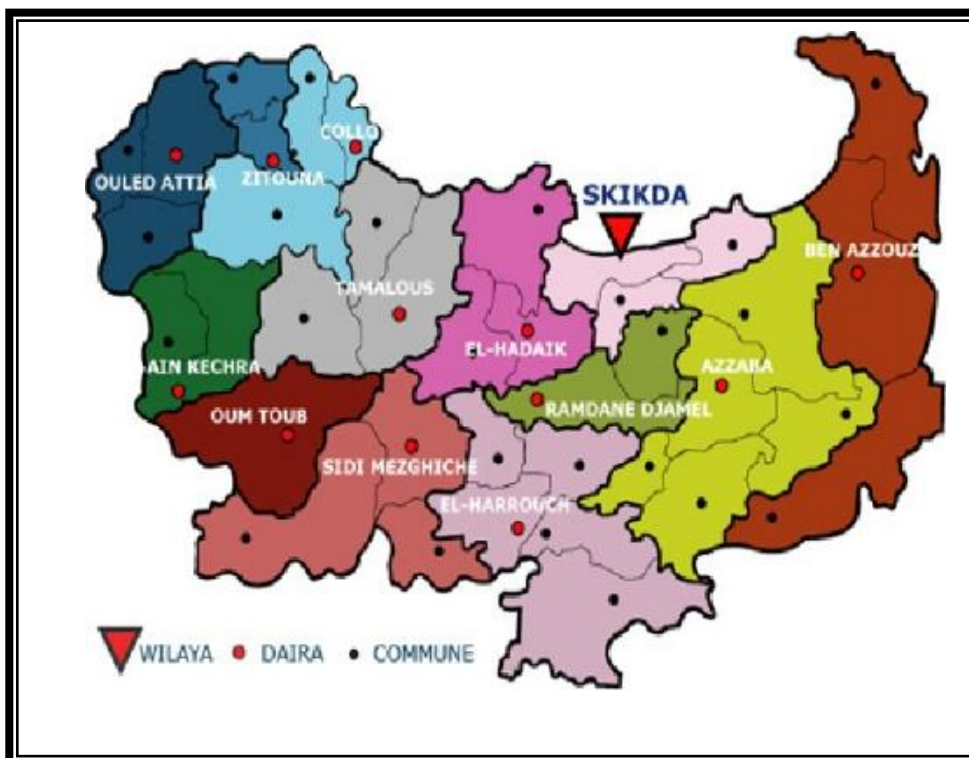 COLLO
OULED ATTIA
ZITOUNA
SKIKDA
BEN AZZOUZ
TAMALOUS
EL-HADAIK
AIN KECHRA
AZZABA
OUM TOUB
RAMDANE DJAMEL
SIDI MEZGHICHE
EL-HARROUCH
WILAYA DAIRA COMMUNE